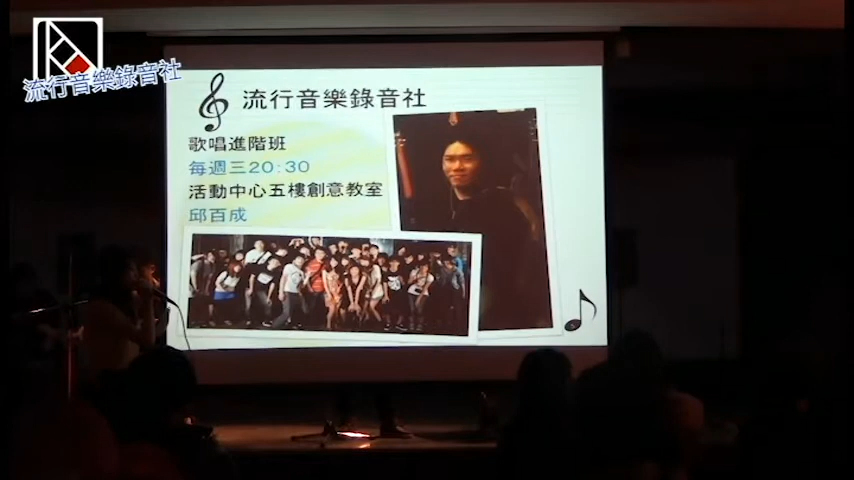 流行音樂錄音社
流行音樂錄音社
歌唱進階班
每週三20:30
活動中心五樓創意教室
邱百成